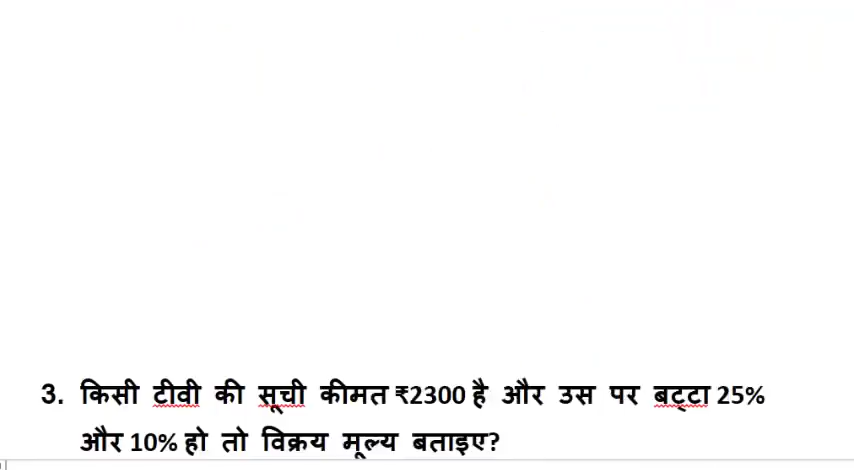 3. किसी टीवी की सूची कीमत ₹2300 है और उस पर बट्टा 25%
और 10% हो तो विक्रय मूल्य बताइए?